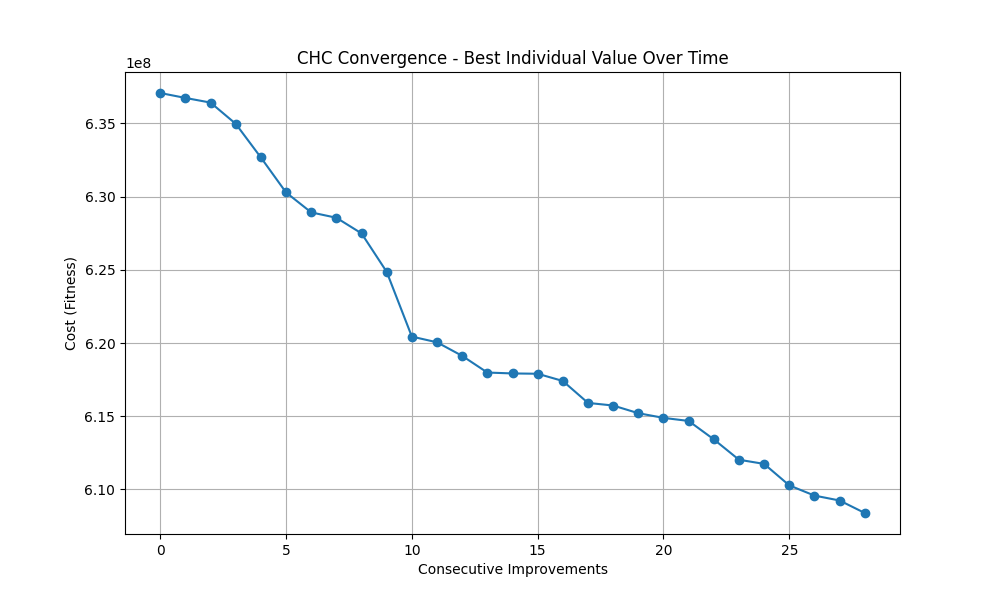 CHC Convergence - Best Individual Value Over Time
1e8
6.35
6.30
6.25
6.20
6.15
6.10
Cost (Fitness)
0 5 10 15 20 25
Consecutive Improvements